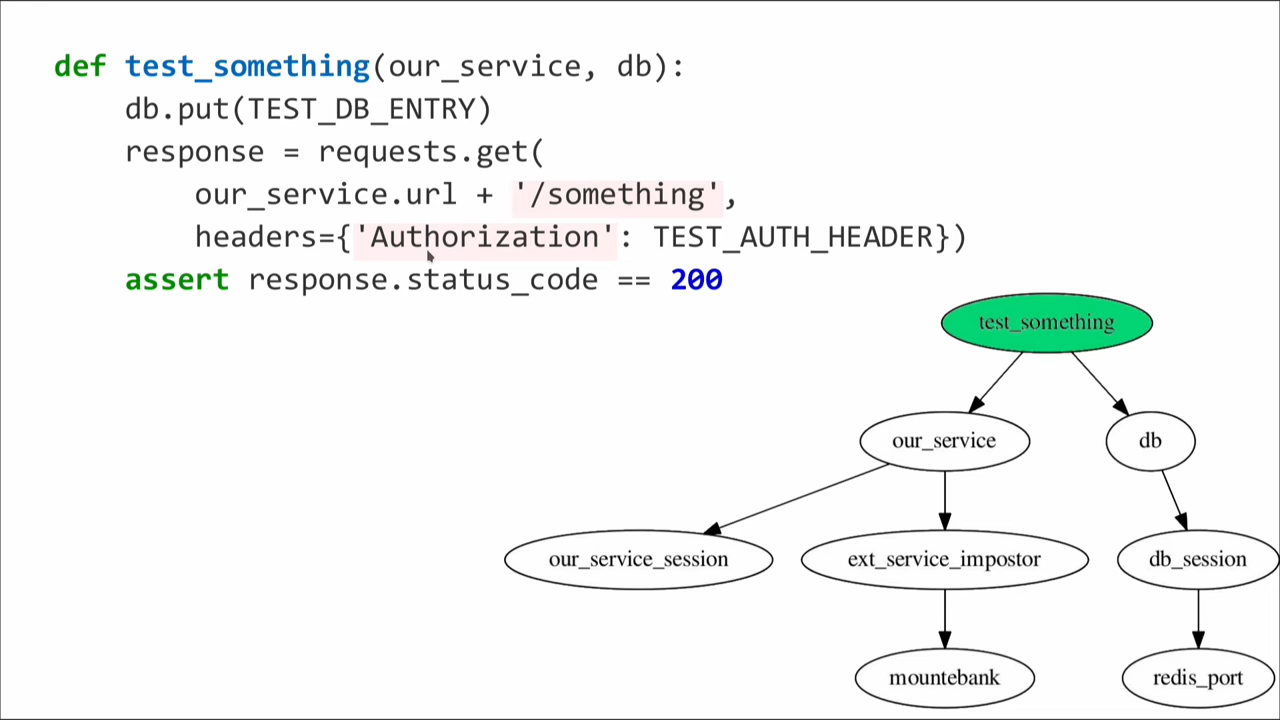 def test_something(our_service, db):
db.put(TEST_DB_ENTRY)
response = requests.get(
our_service.url + '/something',
headers={'Authorization': TEST_AUTH_HEADER})
assert response.status_code == 200
test_something
our_service
db
our_service_session
ext_service_impostor
db_session
mountebank
redis_port